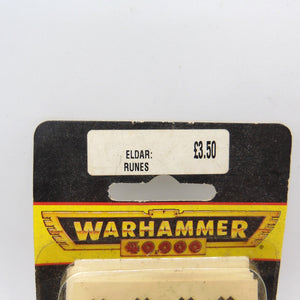 ELDAR: £3.50
RUNES
WARHAMMER
40,000